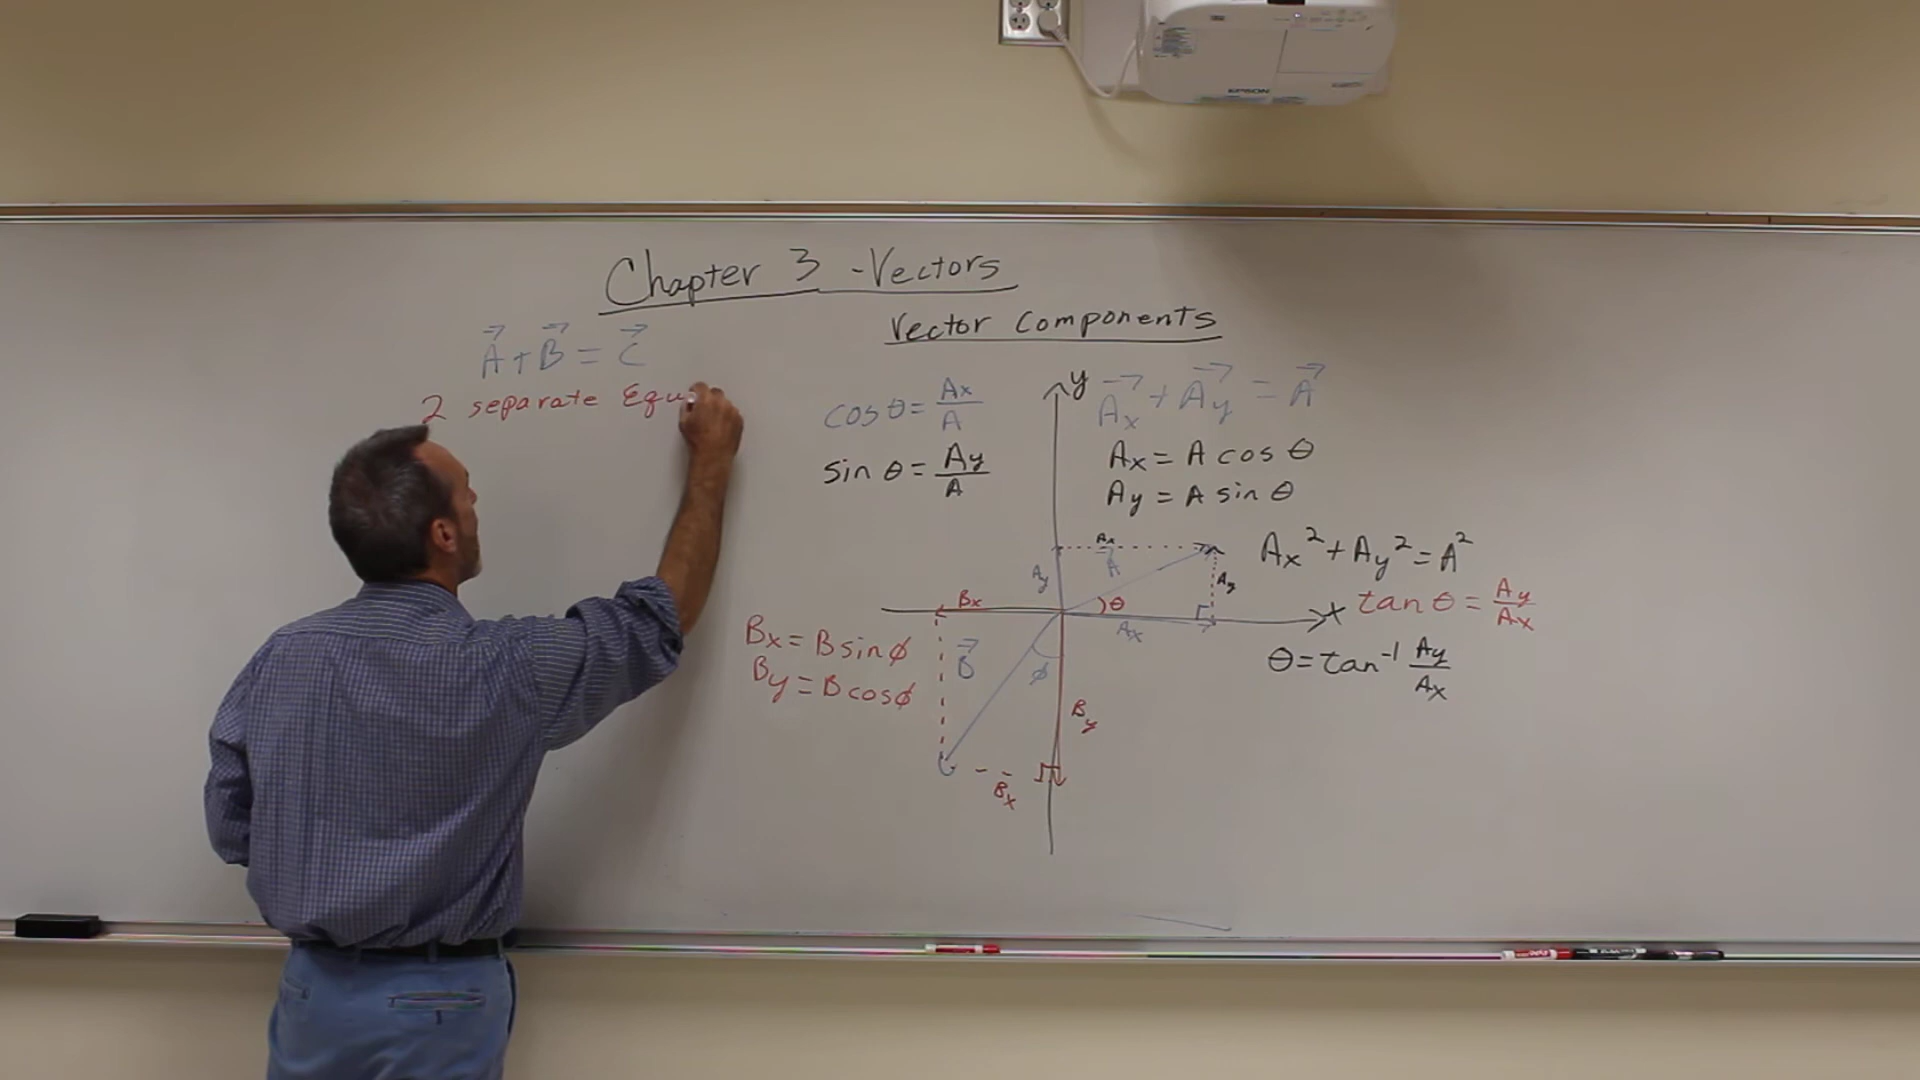 EPSON
Chapter 3 - Vectors
Vector Components
A⃗ + B⃗ = C⃗
2 separate Equ
cos θ = Ax/A
sin θ = Ay/A
y
A⃗x + A⃗y = A⃗
Ax = A cos θ
Ay = A sin θ
Ax² + Ay² = A²
tan θ = Ay/Ax
θ = tan⁻¹ Ay/Ax
Ax
A⃗
Ay
Ay
Bx
θ
Ax
x
Bx = B sin φ
By = B cos φ
B⃗
φ
By
Bx